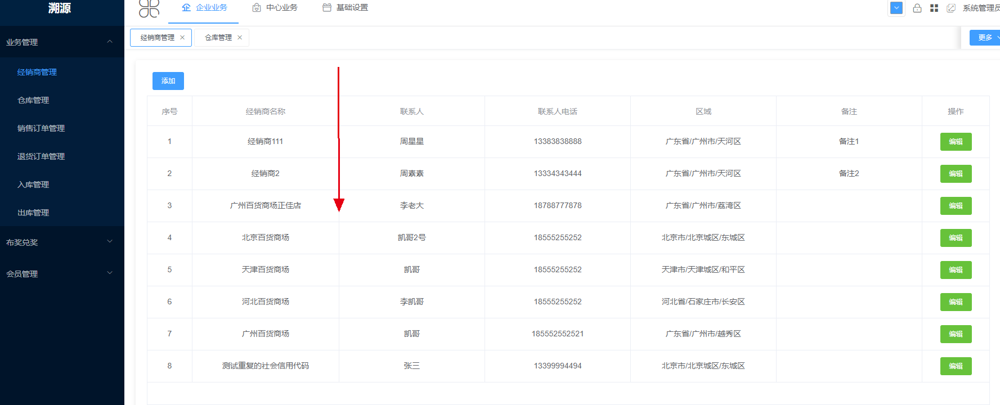 溯源
企业业务 中心业务 基础设置 系统管理员
经销商管理 仓库管理 更多
业务管理
经销商管理
仓库管理
销售订单管理
退货订单管理
入库管理
出库管理
布奖兑奖
会员管理
添加
序号 经销商名称 联系人 联系人电话 区域 备注 操作
1 经销商111 周星星 13383838888 广东省/广州市/天河区 备注1 编辑
2 经销商2 周素素 13334343444 广东省/广州市/天河区 备注2 编辑
3 广州百货商场正佳店 李老大 18788777878 广东省/广州市/荔湾区 编辑
4 北京百货商场 凯哥2号 18555255252 北京市/北京城区/东城区 编辑
5 天津百货商场 凯哥 18555255252 天津市/天津城区/和平区 编辑
6 河北百货商场 李凯哥 18555255252 河北省/石家庄市/长安区 编辑
7 广州百货商场 凯哥 185552552521 广东省/广州市/越秀区 编辑
8 测试重复的社会信用代码 张三 13399994494 北京市/北京城区/东城区 编辑